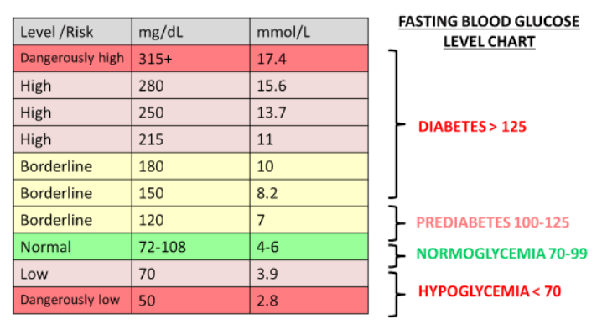 Level /Risk mg/dL mmol/L
Dangerously high 315+ 17.4
High 280 15.6
High 250 13.7
High 215 11
Borderline 180 10
Borderline 150 8.2
Borderline 120 7
Normal 72-108 4-6
Low 70 3.9
Dangerously low 50 2.8
FASTING BLOOD GLUCOSE
LEVEL CHART
DIABETES > 125
PREDIABETES 100-125
NORMOGLYCEMIA 70-99
HYPOGLYCEMIA < 70